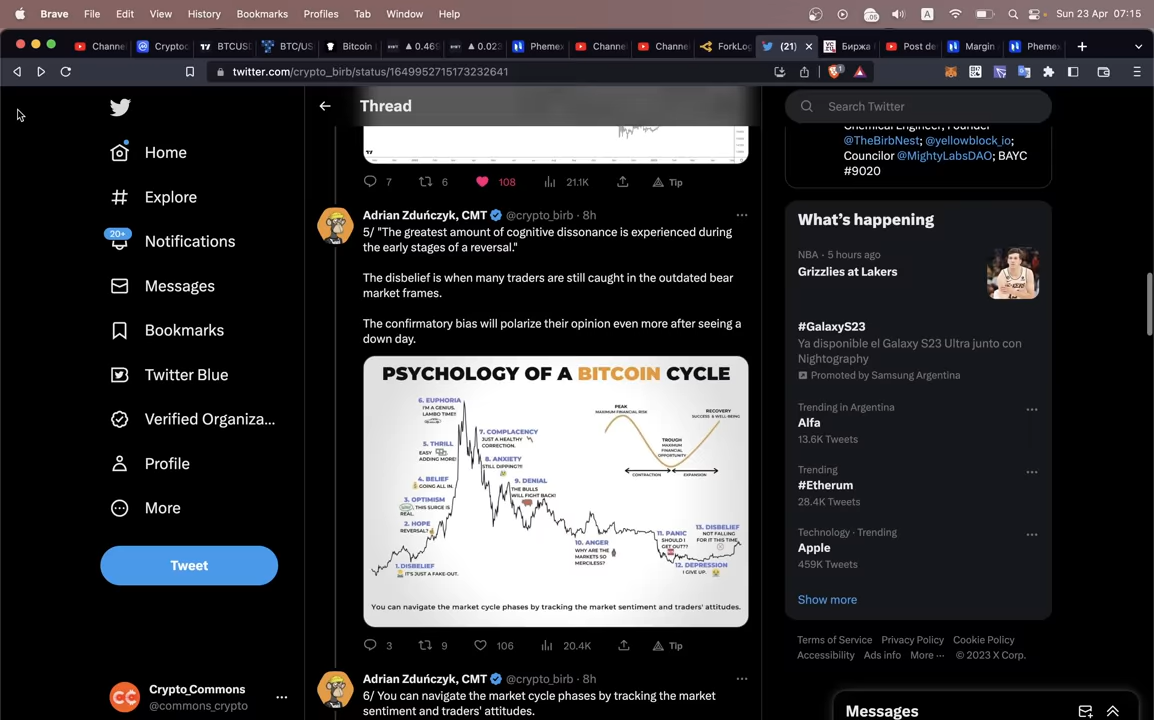 Brave File Edit View History Bookmarks Profiles Tab Window Help
A Sun 23 Apr 07:15
Channe
Cryptoc
BTCUS
BTC/US
Bitcoin
▲ 0.469
▲ 0.022
Phemex
Channe
Channe
ForkLog
(21)
Биржа
Post de
Margin
Phemex
twitter.com/crypto_birb/status/1649952715173232641
Home
Explore
20+
Notifications
Messages
Bookmarks
Twitter Blue
Verified Organiza...
Profile
More
Tweet
Crypto_Commons
@commons_crypto
Thread
7 6 108 21.1K Tip
Adrian Zduńczyk, CMT @crypto_birb · 8h
5/ "The greatest amount of cognitive dissonance is experienced during
the early stages of a reversal."
The disbelief is when many traders are still caught in the outdated bear
market frames.
The confirmatory bias will polarize their opinion even more after seeing a
down day.
PSYCHOLOGY OF A BITCOIN CYCLE
6. EUPHORIA
I'M A GENIUS.
LAMBO TIME!!
5. THRILL
EASY
ADDING MORE!
4. BELIEF
GOING ALL IN.
3. OPTIMISM
, THIS SURGE IS
REAL.
2. HOPE
REVERSAL?
1. DISBELIEF
IT'S JUST A FAKE-OUT.
7. COMPLACENCY
JUST A HEALTHY
CORRECTION.
8. ANXIETY
STILL DIPPING?!
9. DENIAL
THE BULLS
WILL FIGHT BACK!
10. ANGER
WHY ARE THE
MARKETS SO
MERCILESS?
11. PANIC
SHOULD I
GET OUT??
12. DEPRESSION
I GIVE UP.
13. DISBELIEF
NOT FALLING
FOR IT THIS TIME.
PEAK
MAXIMUM FINANCIAL RISK
TROUGH
MAXIMUM
FINANCIAL
OPPORTUNITY
RECOVERY
SUCCESS & WELL-BEING
CONTRACTION
EXPANSION
You can navigate the market cycle phases by tracking the market sentiment and traders' attitudes.
3 9 106 20.4K Tip
Adrian Zduńczyk, CMT @crypto_birb · 8h
6/ You can navigate the market cycle phases by tracking the market
sentiment and traders' attitudes.
Search Twitter
Chemical Engineer, Founder
@TheBirbNest; @yellowblock_io;
Councilor @MightyLabsDAO; BAYC
#9020
What's happening
NBA · 5 hours ago
Grizzlies at Lakers
#GalaxyS23
Ya disponible el Galaxy S23 Ultra junto con
Nightography
Promoted by Samsung Argentina
Trending in Argentina
Alfa
13.6K Tweets
Trending
#Etherum
28.4K Tweets
Technology · Trending
Apple
459K Tweets
Show more
Terms of Service Privacy Policy Cookie Policy
Accessibility Ads info More ··· © 2023 X Corp.
Messages